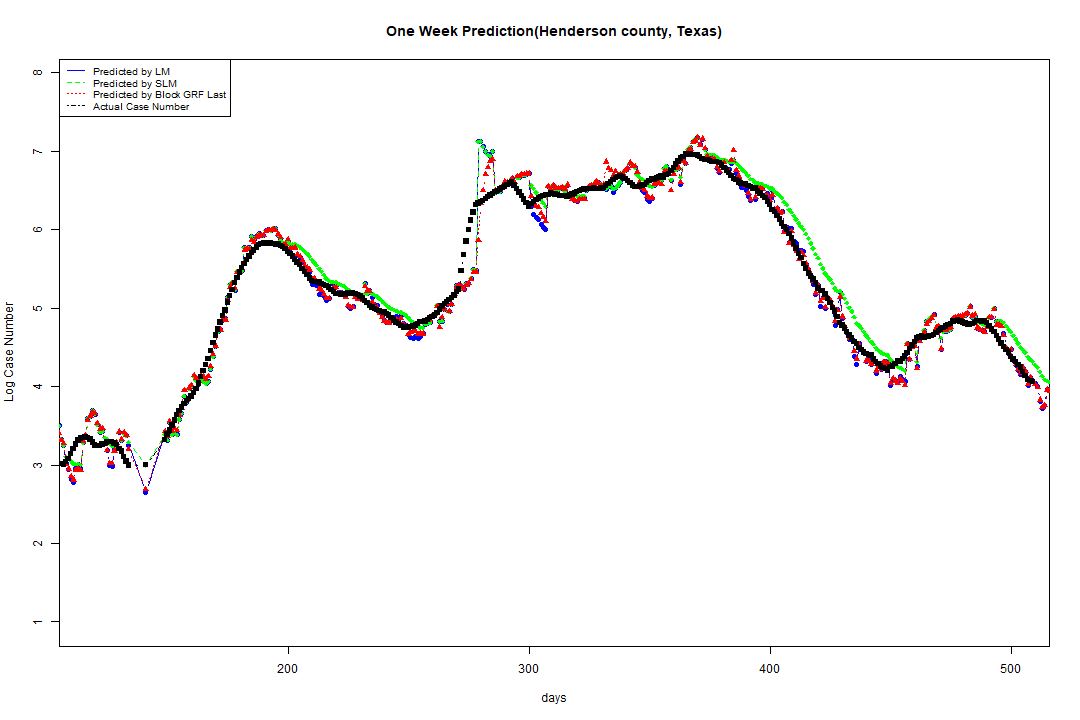 One Week Prediction(Henderson county, Texas)
Predicted by LM
Predicted by SLM
Predicted by Block GRF Last
Actual Case Number
8
7
6
5
4
3
2
1
Log Case Number
200 300 400 500
days